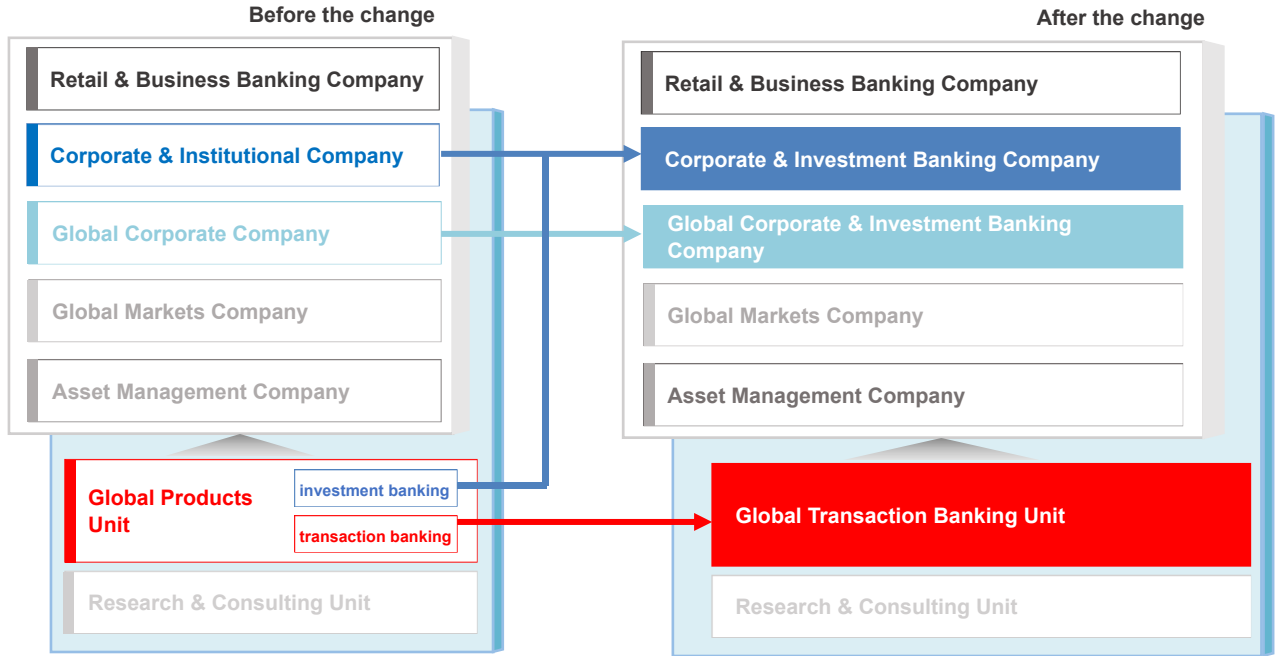 Before the change
Retail & Business Banking Company
Corporate & Institutional Company
Global Corporate Company
Global Markets Company
Asset Management Company
Global Products
Unit
investment banking
transaction banking
Research & Consulting Unit
After the change
Retail & Business Banking Company
Corporate & Investment Banking Company
Global Corporate & Investment Banking
Company
Global Markets Company
Asset Management Company
Global Transaction Banking Unit
Research & Consulting Unit